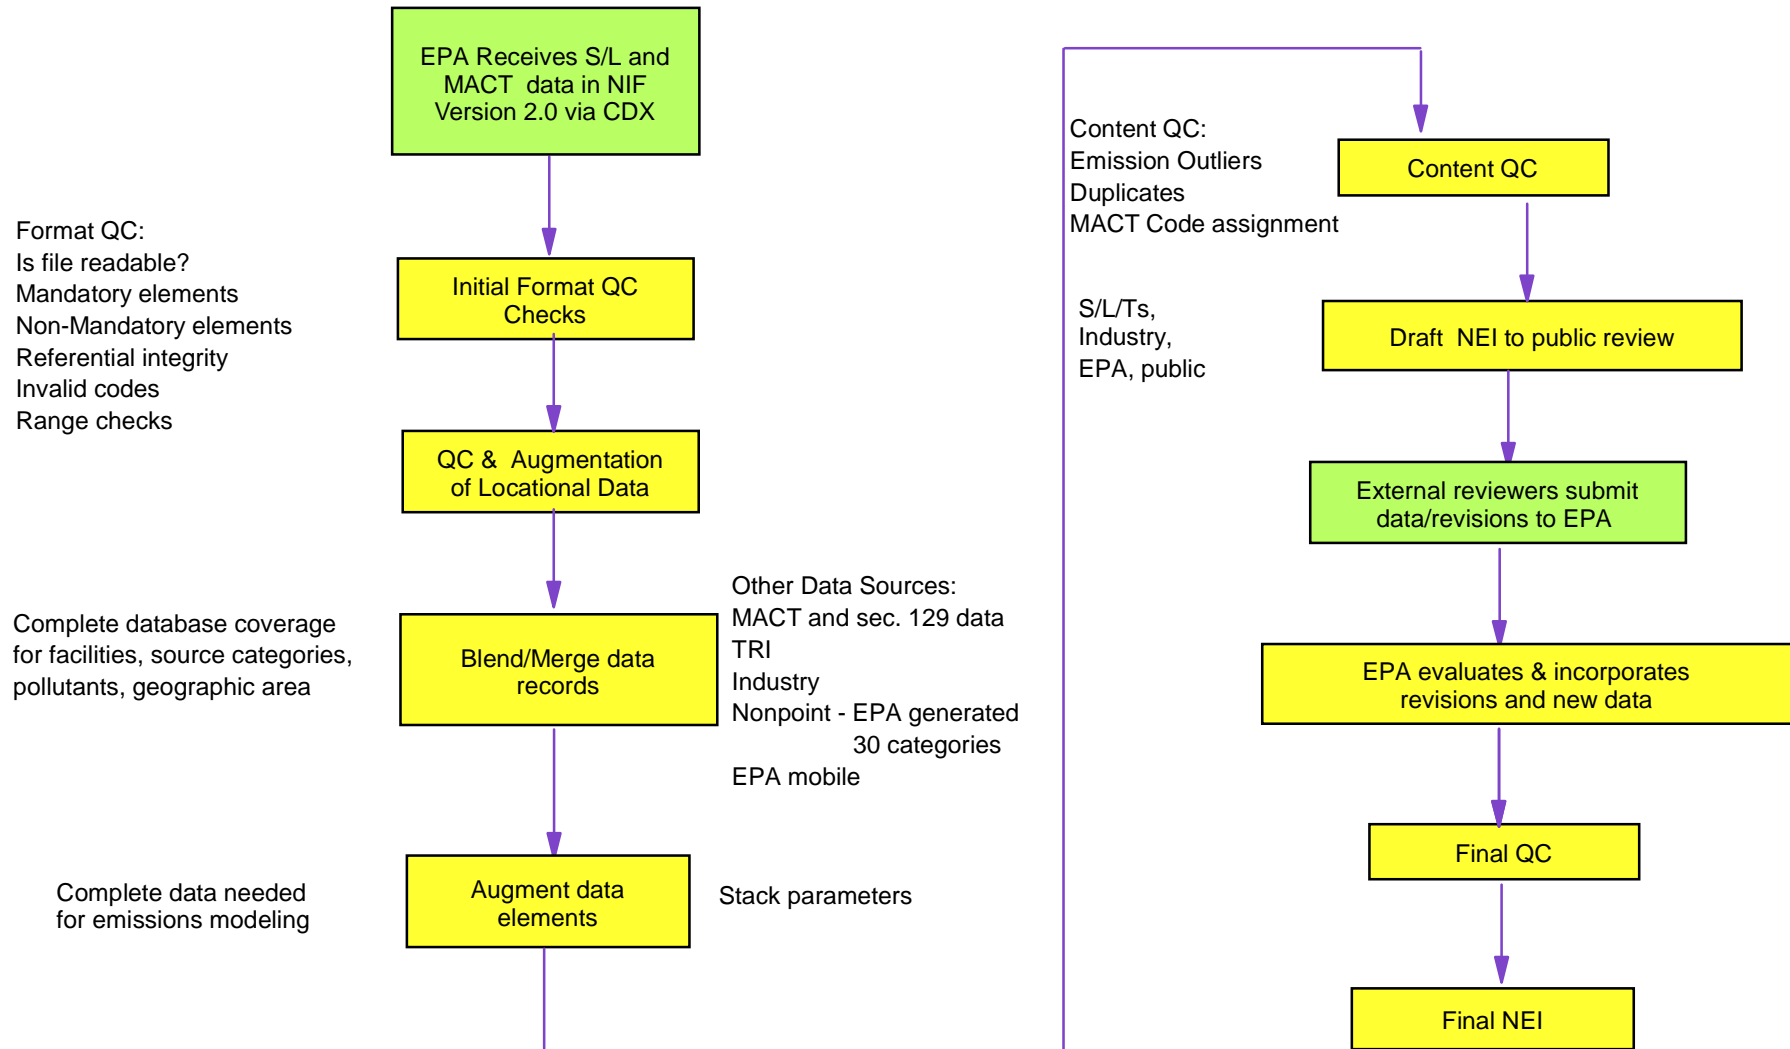 EPA Receives S/L and
MACT data in NIF
Version 2.0 via CDX
Format QC:
Is file readable?
Mandatory elements
Non-Mandatory elements
Referential integrity
Invalid codes
Range checks
Initial Format QC
Checks
QC & Augmentation
of Locational Data
Complete database coverage
for facilities, source categories,
pollutants, geographic area
Blend/Merge data
records
Other Data Sources:
MACT and sec. 129 data
TRI
Industry
Nonpoint - EPA generated
30 categories
EPA mobile
Complete data needed
for emissions modeling
Augment data
elements
Stack parameters
Content QC:
Emission Outliers
Duplicates
MACT Code assignment
Content QC
S/L/Ts,
Industry,
EPA, public
Draft NEI to public review
External reviewers submit
data/revisions to EPA
EPA evaluates & incorporates
revisions and new data
Final QC
Final NEI